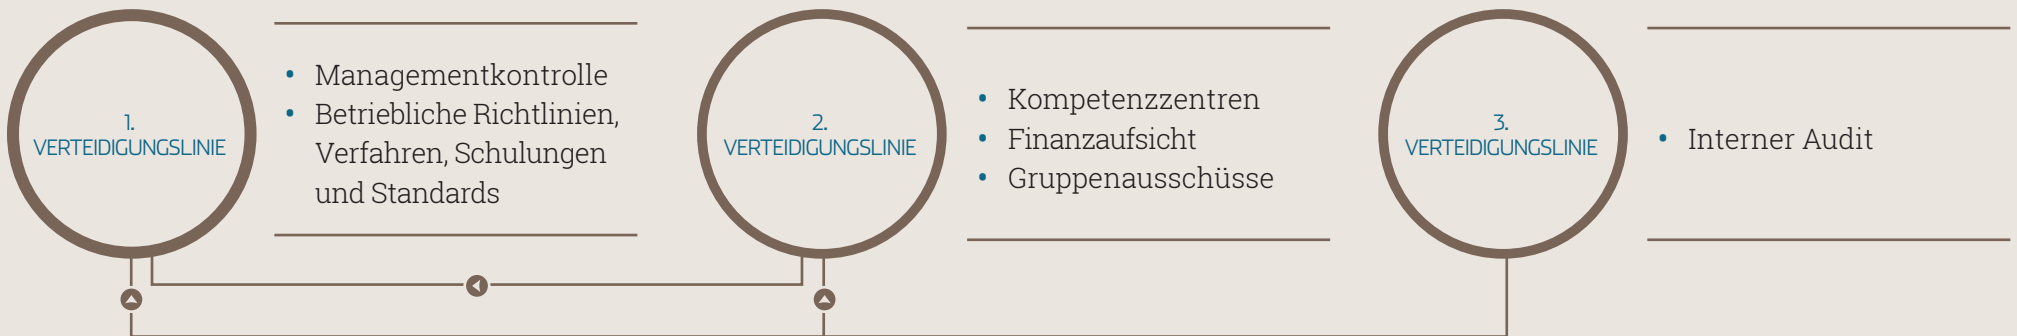 1.
VERTEIDIGUNGSLINIE
• Managementkontrolle
• Betriebliche Richtlinien,
Verfahren, Schulungen
und Standards
2.
VERTEIDIGUNGSLINIE
• Kompetenzzentren
• Finanzaufsicht
• Gruppenausschüsse
3.
VERTEIDIGUNGSLINIE
• Interner Audit